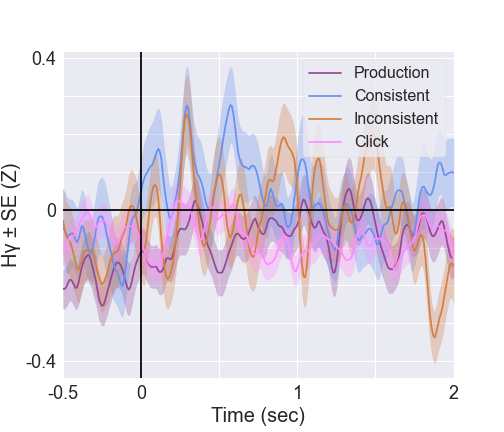 0.4
0
-0.4
Hγ ± SE (Z)
Production
Consistent
Inconsistent
Click
-0.5
0
1
2
Time (sec)